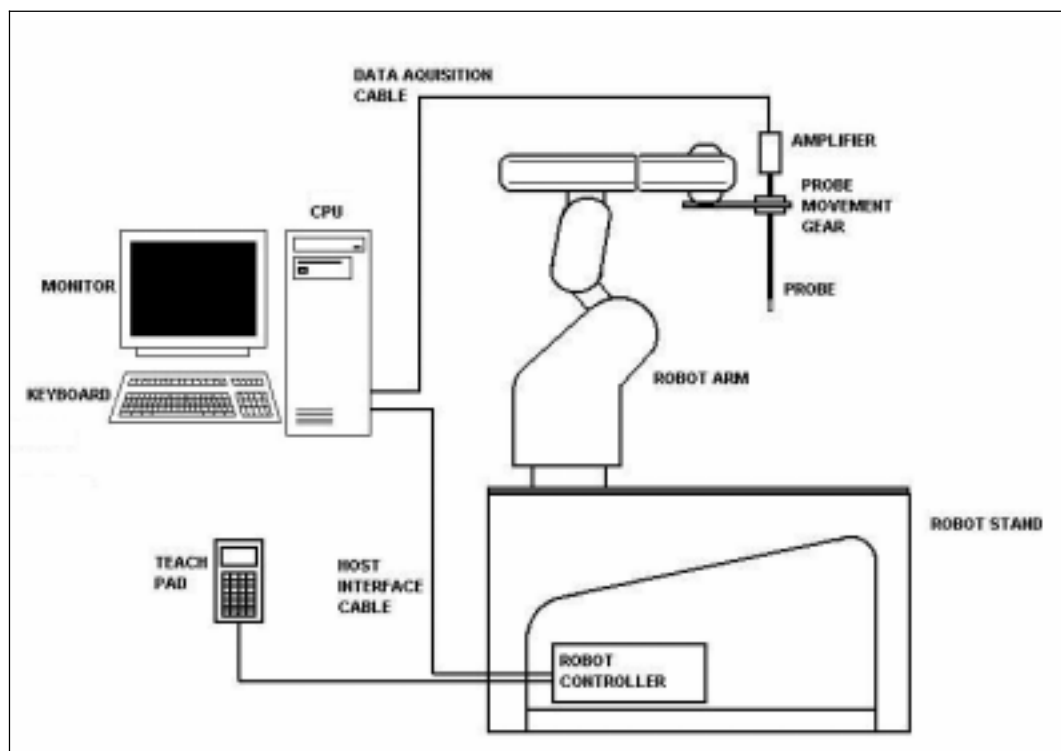 DATA AQUISITION
CABLE
AMPLIFIER
PROBE
MOVEMENT
GEAR
CPU
MONITOR
PROBE
KEYBOARD
ROBOT ARM
ROBOT STAND
TEACH
PAD
HOST
INTERFACE
CABLE
ROBOT
CONTROLLER